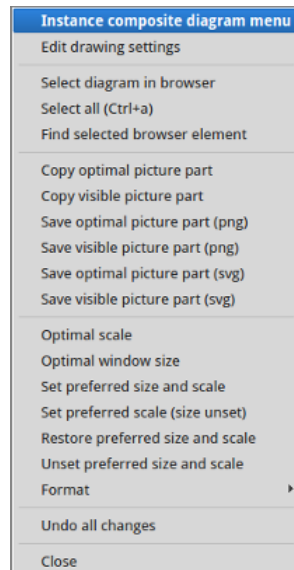 Instance composite diagram menu
Edit drawing settings
Select diagram in browser
Select all (Ctrl+a)
Find selected browser element
Copy optimal picture part
Copy visible picture part
Save optimal picture part (png)
Save visible picture part (png)
Save optimal picture part (svg)
Save visible picture part (svg)
Optimal scale
Optimal window size
Set preferred size and scale
Set preferred scale (size unset)
Restore preferred size and scale
Unset preferred size and scale
Format
Undo all changes
Close